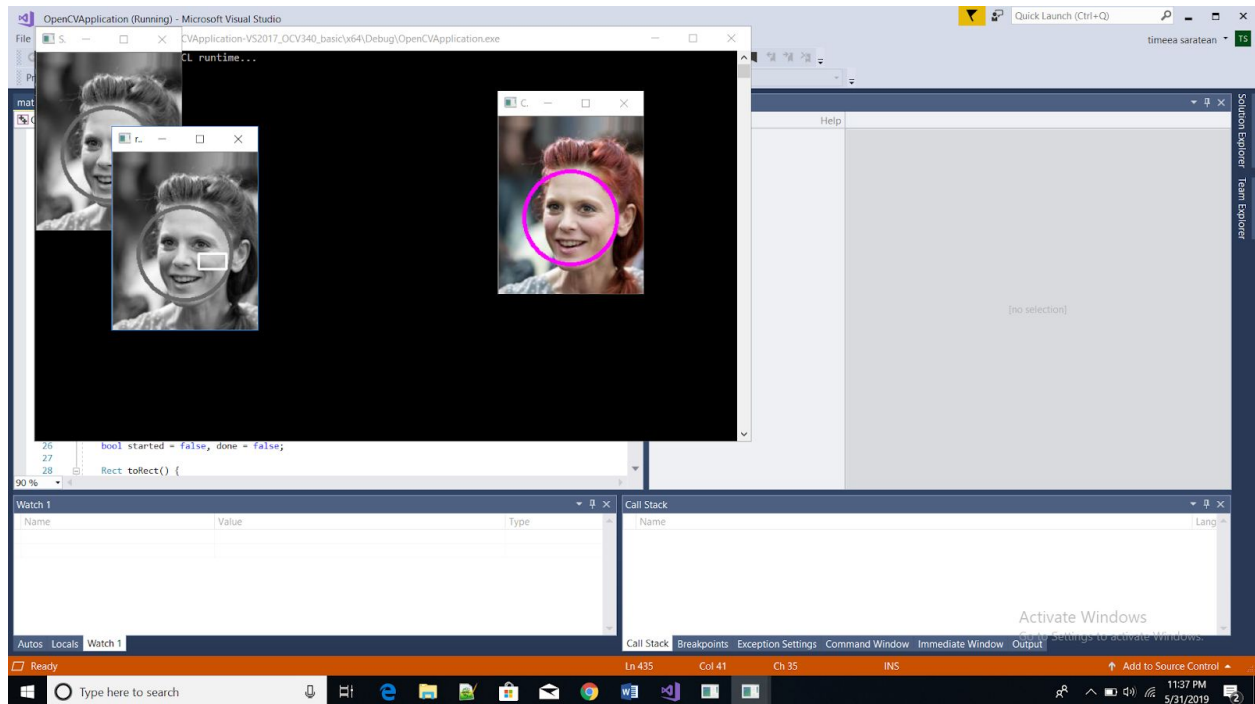 OpenCVApplication (Running) - Microsoft Visual Studio
Quick Launch (Ctrl+Q)
File
S.
CVApplication-VS2017_OCV340_basic\x64\Debug\OpenCVApplication.exe
timeea saratean
TS
CL runtime...
mat
C.
Help
r..
Solution Explorer
Team Explorer
[no selection]
26 bool started = false, done = false;
27
28 Rect toRect() {
90 %
Watch 1
Call Stack
Name Value Type
Name Lang
Activate Windows
Go to Settings to activate Windows.
Autos Locals Watch 1
Call Stack Breakpoints Exception Settings Command Window Immediate Window Output
Ready
Ln 435 Col 41 Ch 35 INS
Add to Source Control
Type here to search
11:37 PM
5/31/2019
2